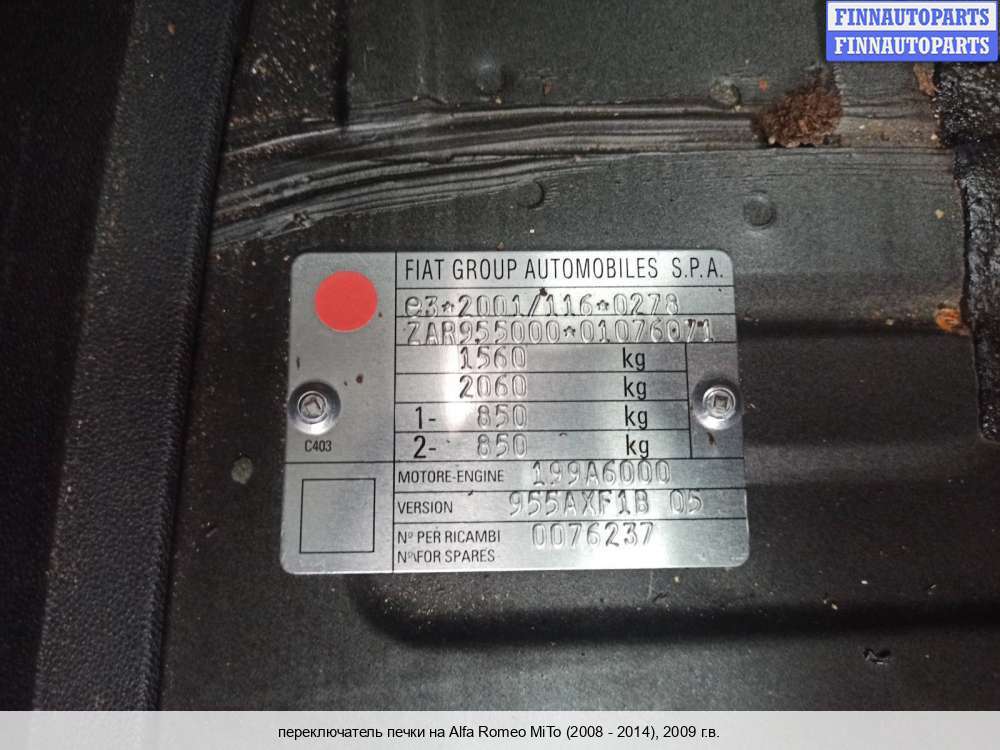 FINNAUTOPARTS
FINNAUTOPARTS
FIAT GROUP AUTOMOBILES S.P.A.
e3*2001/116*0278
ZAR955000*01076071
1560 kg
2060 kg
1- 850 kg
2- 850 kg
C403
MOTORE-ENGINE 199A6000
VERSION 955AXF1B 05
Nº PER RICAMBI 0076237
Nº FOR SPARES
переключатель печки на Alfa Romeo MiTo (2008 - 2014), 2009 г.в.